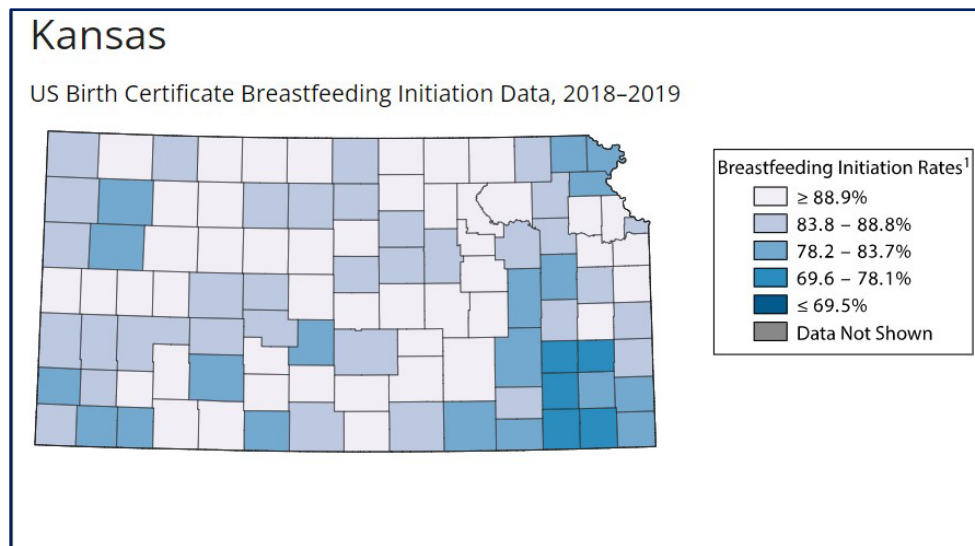 Kansas
US Birth Certificate Breastfeeding Initiation Data, 2018–2019
Breastfeeding Initiation Rates¹
≥ 88.9%
83.8 – 88.8%
78.2 – 83.7%
69.6 – 78.1%
≤ 69.5%
Data Not Shown